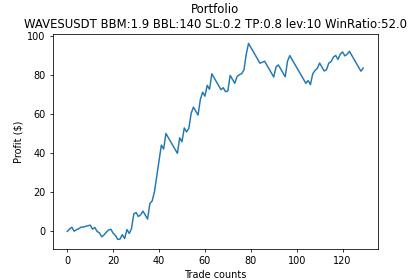 Portfolio
WAVESUSDT BBM:1.9 BBL:140 SL:0.2 TP:0.8 lev:10 WinRatio:52.0
100
80
60
40
20
0
Profit ($)
0 20 40 60 80 100 120
Trade counts